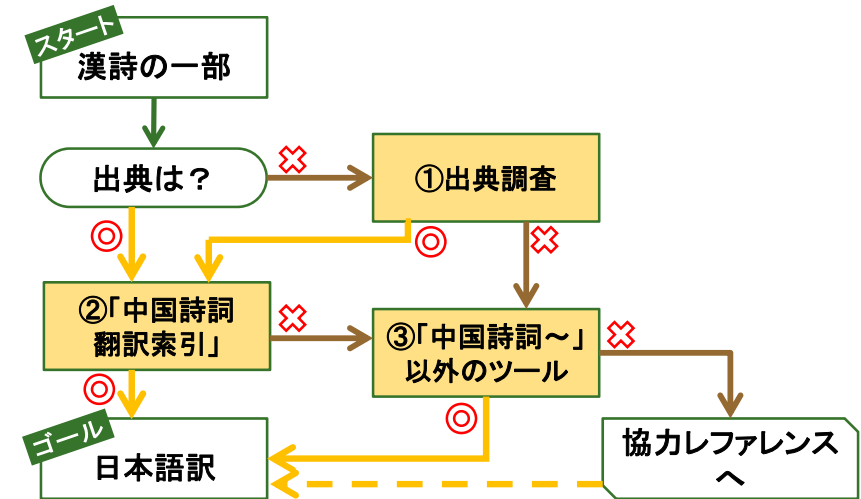 スタート
漢詩の一部
出典は？
①出典調査
②「中国詩詞
翻訳索引」
③「中国詩詞～」
以外のツール
ゴール
日本語訳
協力レファレンス
へ